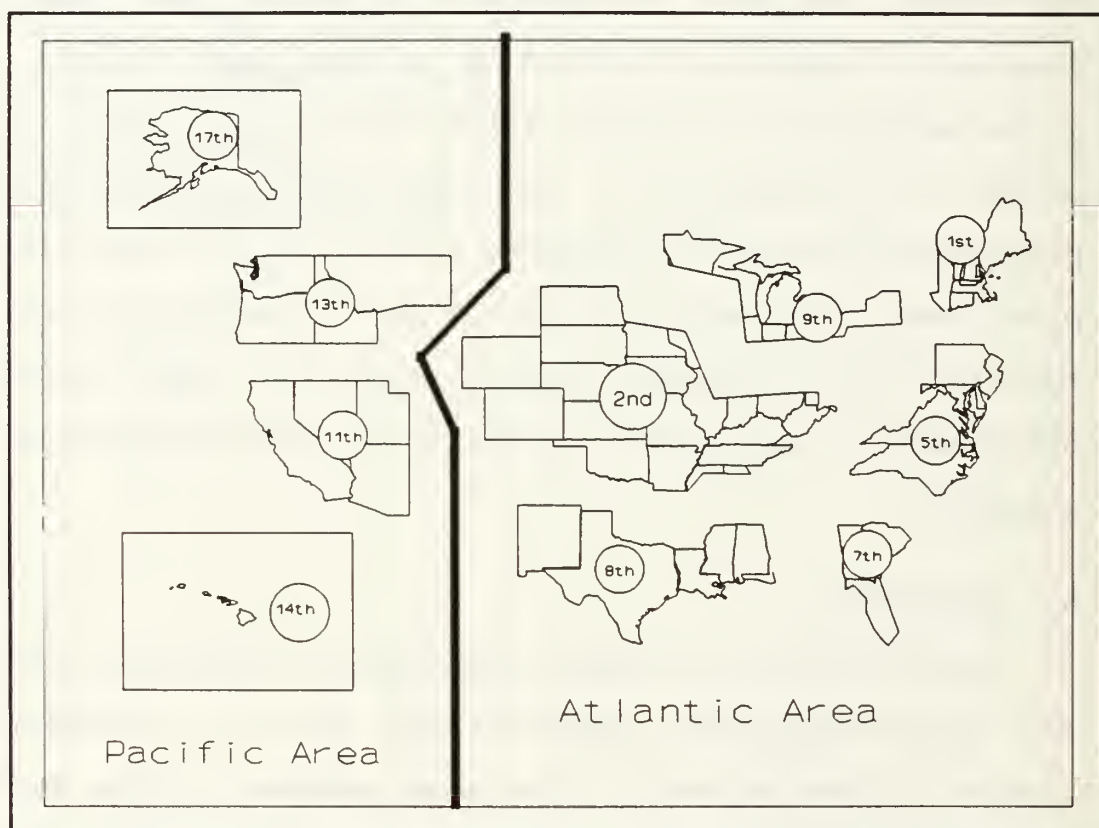 17th
1st
13th
9th
2nd
11th
5th
8th
7th
14th
Atlantic Area
Pacific Area